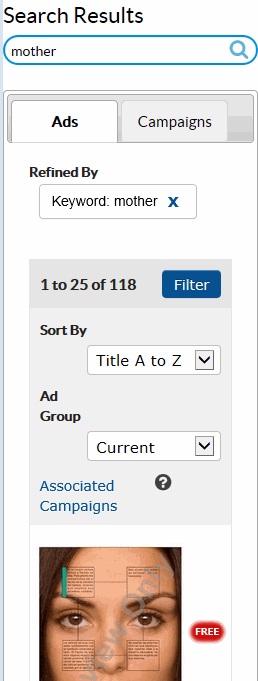 Search Results
mother
Ads
Campaigns
Refined By
Keyword: mother x
1 to 25 of 118
Filter
Sort By
Title A to Z
Ad
Group
Current
Associated
Campaigns
?
FREE